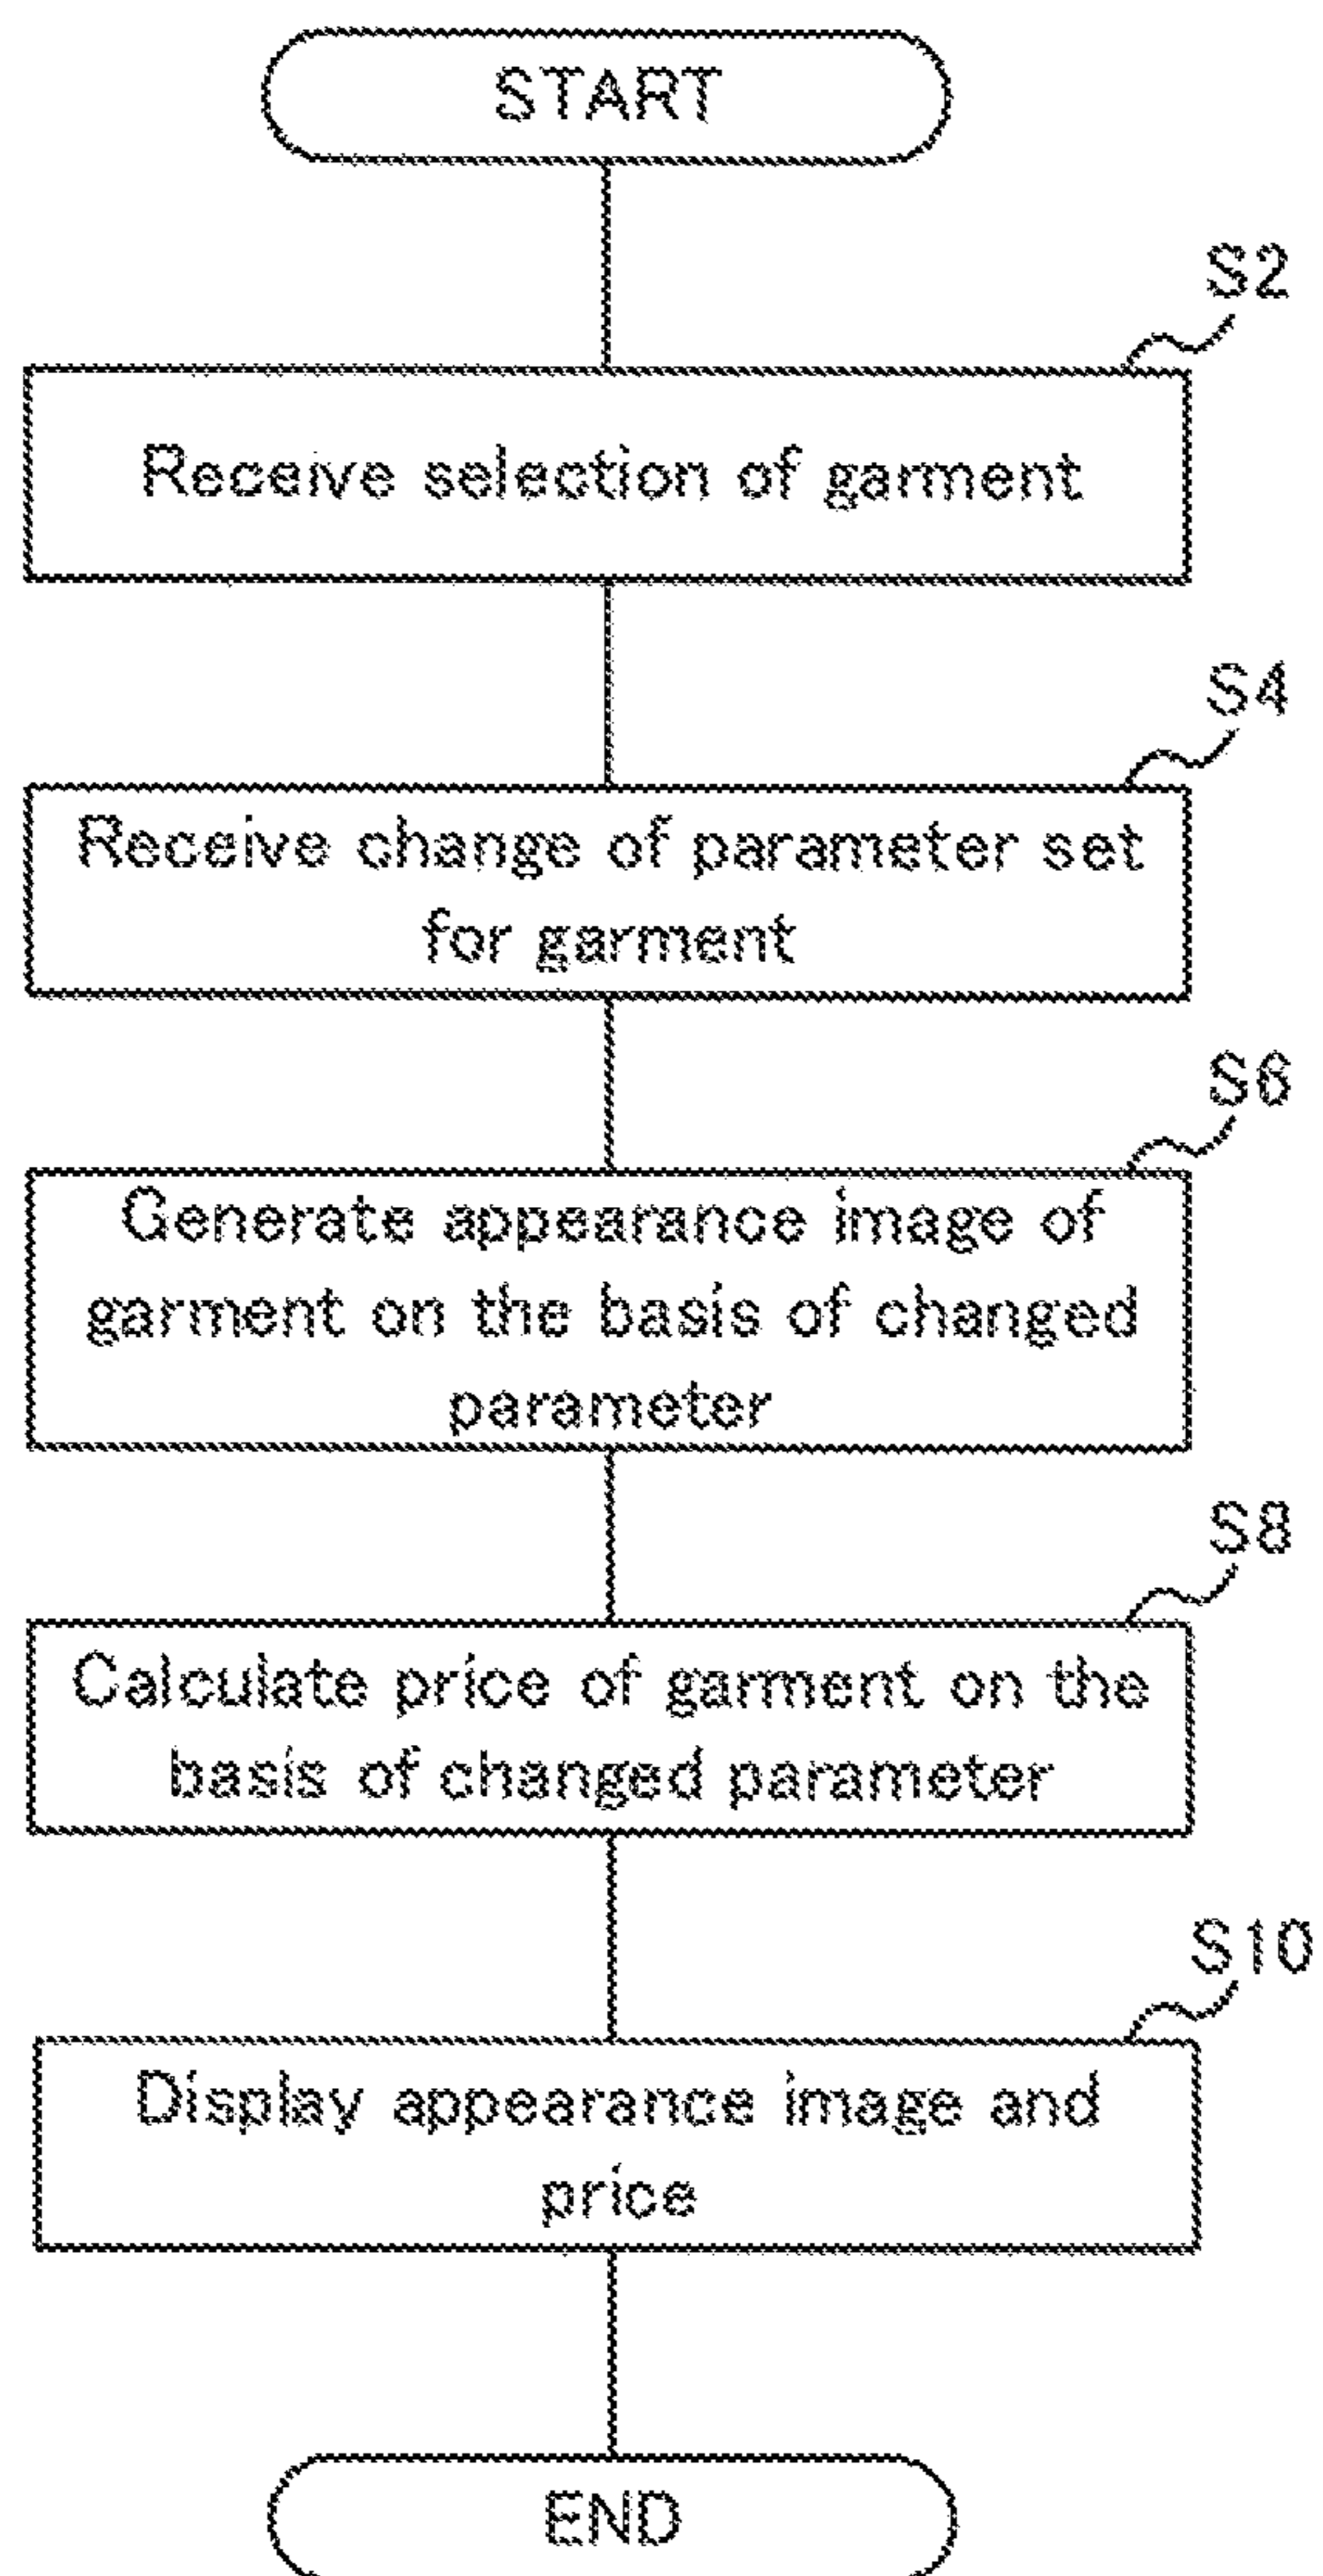 START
S2
Receive selection of garment
S4
Receive change of parameter set
for garment
S6
Generate appearance image of
garment on the basis of changed
parameter
S8
Calculate price of garment on the
basis of changed parameter
S10
Display appearance image and
price
END